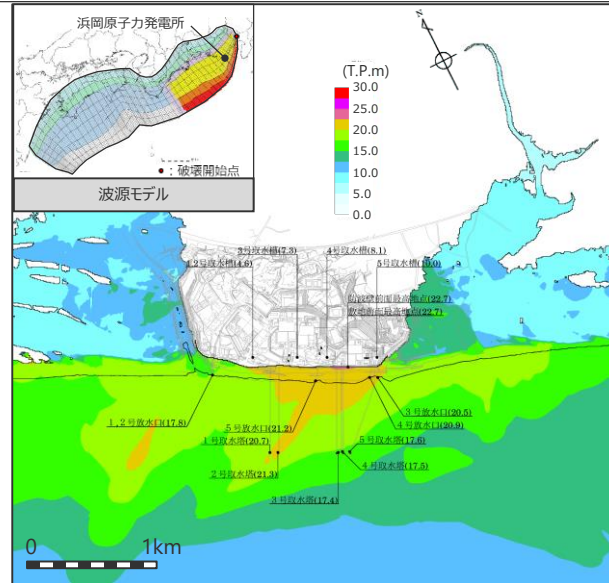 浜岡原子力発電所
●：破壊開始点
波源モデル
N
(T.P.m)
30.0
25.0
20.0
15.0
10.0
5.0
0.0
3号取水槽(7.3)
4号取水槽(8.1)
1,2号取水槽(4.6)
5号取水槽(10.0)
防波壁前面最高地点(22.7)
敷地前面最高地点(22.7)
1,2号放水口(17.8)
5号放水口(21.2)
3号放水口(20.5)
4号放水口(20.9)
1号取水塔(20.7)
5号取水塔(17.6)
2号取水塔(21.3)
4号取水塔(17.5)
3号取水塔(17.4)
0 1km